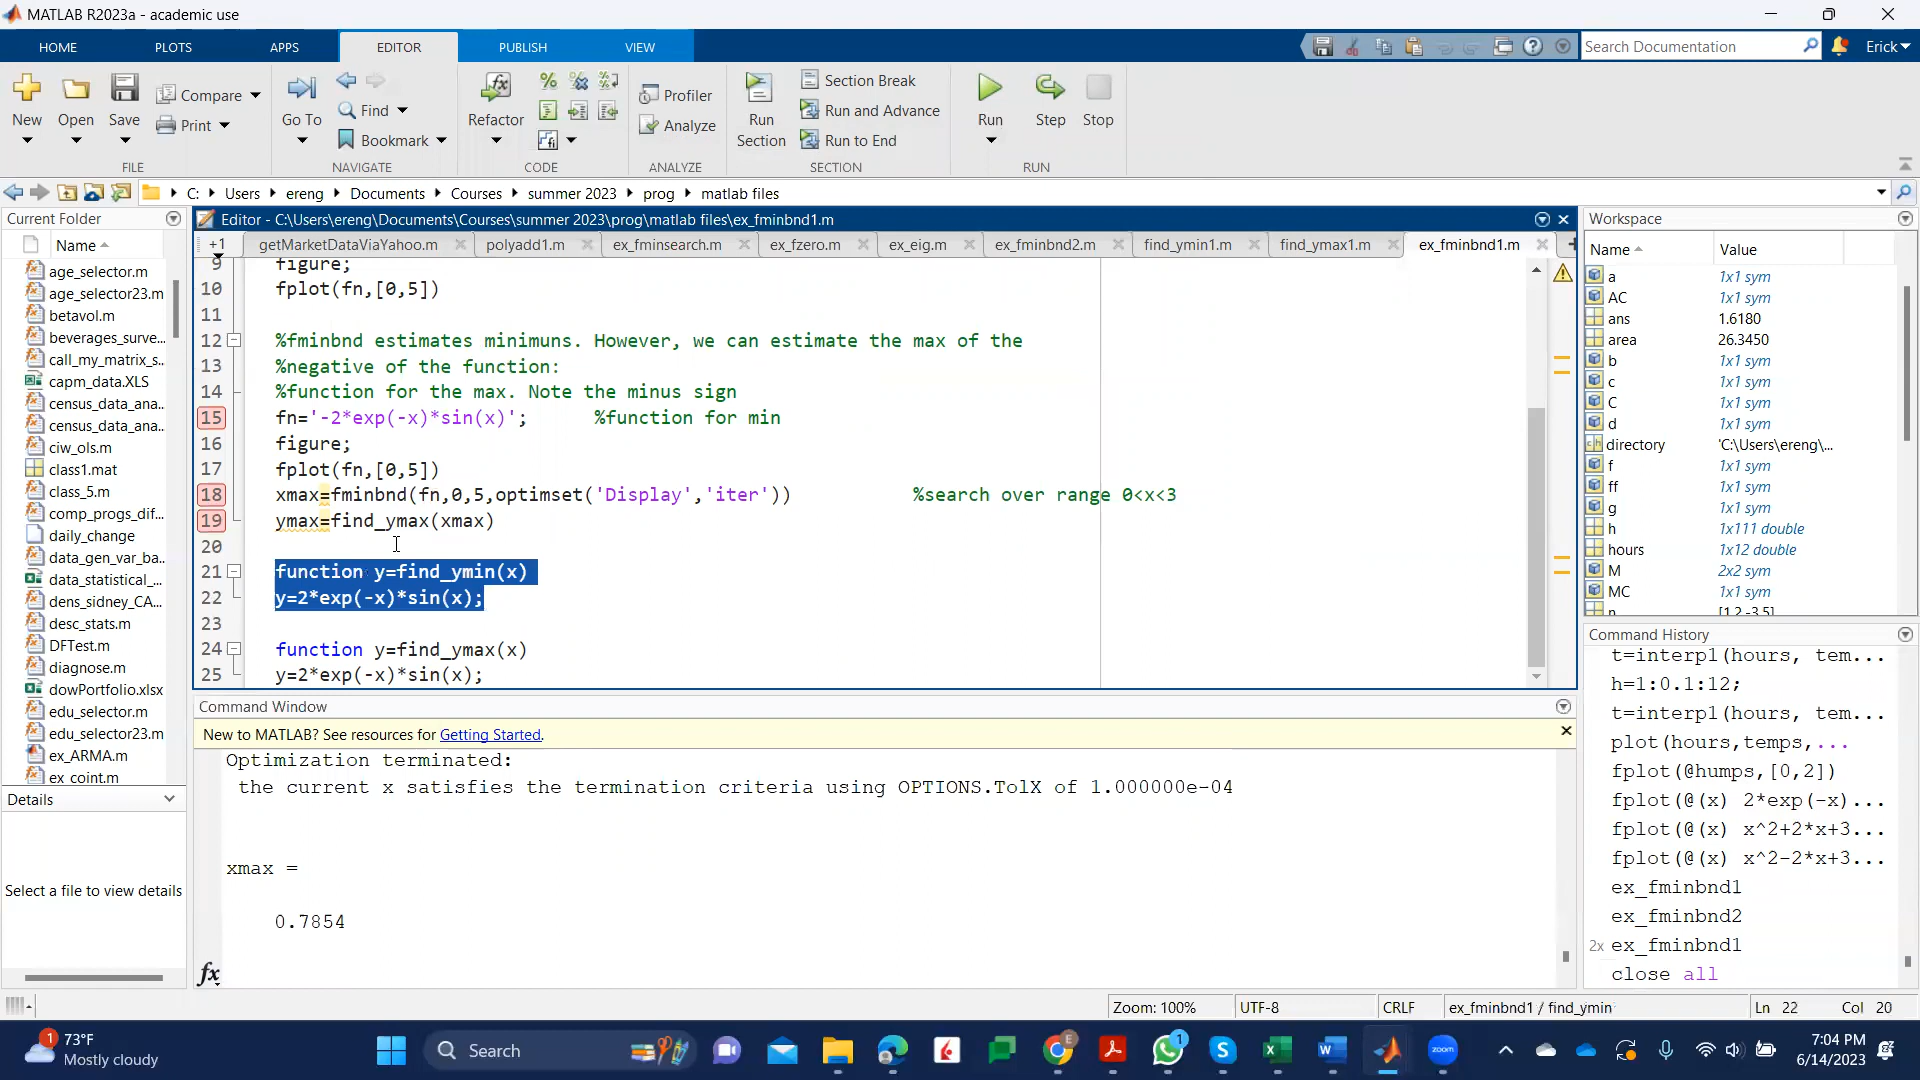 MATLAB R2023a - academic use
HOME PLOTS APPS EDITOR PUBLISH VIEW
Search Documentation
Erick
New Open Save Compare Print
FILE
Go To Find Bookmark
NAVIGATE
Refactor
CODE
Profiler
Analyze
ANALYZE
Run Section
Section Break
Run and Advance
Run to End
SECTION
Run Step Stop
RUN
C: Users ereng Documents Courses summer 2023 prog matlab files
Current Folder
Name
age_selector.m
age_selector23.m
betavol.m
beverages_surve...
call_my_matrix_s...
capm_data.XLS
census_data_ana...
census_data_ana...
ciw_ols.m
class1.mat
class_5.m
comp_progs_dif...
daily_change
data_gen_var_ba...
data_statistical_...
dens_sidney_CA...
desc_stats.m
DFTest.m
diagnose.m
dowPortfolio.xlsx
edu_selector.m
edu_selector23.m
ex_ARMA.m
ex_coint.m
Details
Select a file to view details
Editor - C:\Users\ereng\Documents\Courses\summer 2023\prog\matlab files\ex_fminbnd1.m
+1 getMarketDataViaYahoo.m polyadd1.m ex_fminsearch.m ex_fzero.m ex_eig.m ex_fminbnd2.m find_ymin1.m find_ymax1.m ex_fminbnd1.m
9 figure;
10 fplot(fn,[0,5])
11
12 %fminbnd estimates minimuns. However, we can estimate the max of the
13 %negative of the function:
14 %function for the max. Note the minus sign
15 fn='-2*exp(-x)*sin(x)'; %function for min
16 figure;
17 fplot(fn,[0,5])
18 xmax=fminbnd(fn,0,5,optimset('Display','iter')) %search over range 0<x<3
19 ymax=find_ymax(xmax)
20
21 function y=find_ymin(x)
22 y=2*exp(-x)*sin(x);
23
24 function y=find_ymax(x)
25 y=2*exp(-x)*sin(x);
Command Window
New to MATLAB? See resources for Getting Started.
Optimization terminated:
the current x satisfies the termination criteria using OPTIONS.TolX of 1.000000e-04
xmax =
0.7854
fx
Workspace
Name Value
a 1x1 sym
AC 1x1 sym
ans 1.6180
area 26.3450
b 1x1 sym
c 1x1 sym
C 1x1 sym
d 1x1 sym
directory 'C:\Users\ereng\...
f 1x1 sym
ff 1x1 sym
g 1x1 sym
h 1x111 double
hours 1x12 double
M 2x2 sym
MC 1x1 sym
n [1,2,-3,5]
Command History
t=interp1(hours, tem...
h=1:0.1:12;
t=interp1(hours, tem...
plot(hours,temps,...
fplot(@humps,[0,2])
fplot(@(x) 2*exp(-x)...
fplot(@(x) x^2+2*x+3...
fplot(@(x) x^2-2*x+3...
ex_fminbnd1
ex_fminbnd2
2x ex_fminbnd1
close all
Zoom: 100% UTF-8 CRLF ex_fminbnd1 / find_ymin Ln 22 Col 20
1 73°F
Mostly cloudy
Search
1
zoom
7:04 PM
6/14/2023